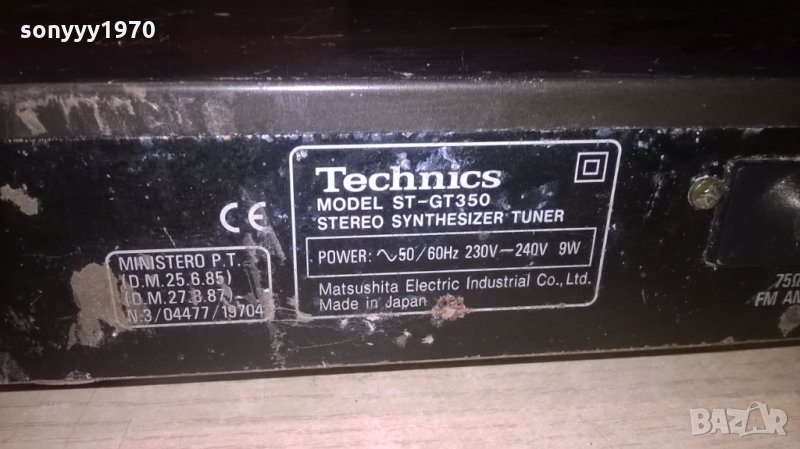 sonyyy1970
Technics
MODEL ST-GT350
STEREO SYNTHESIZER TUNER
POWER: ∿50/60Hz 230V—240V 9W
Matsushita Electric Industrial Co., Ltd.
Made in Japan
CE
MINISTERO P.T.
(D.M.25.6.85)
(D.M.27.8.87)
N.3/04477/19704
75Ω
FM AN
BAZAR